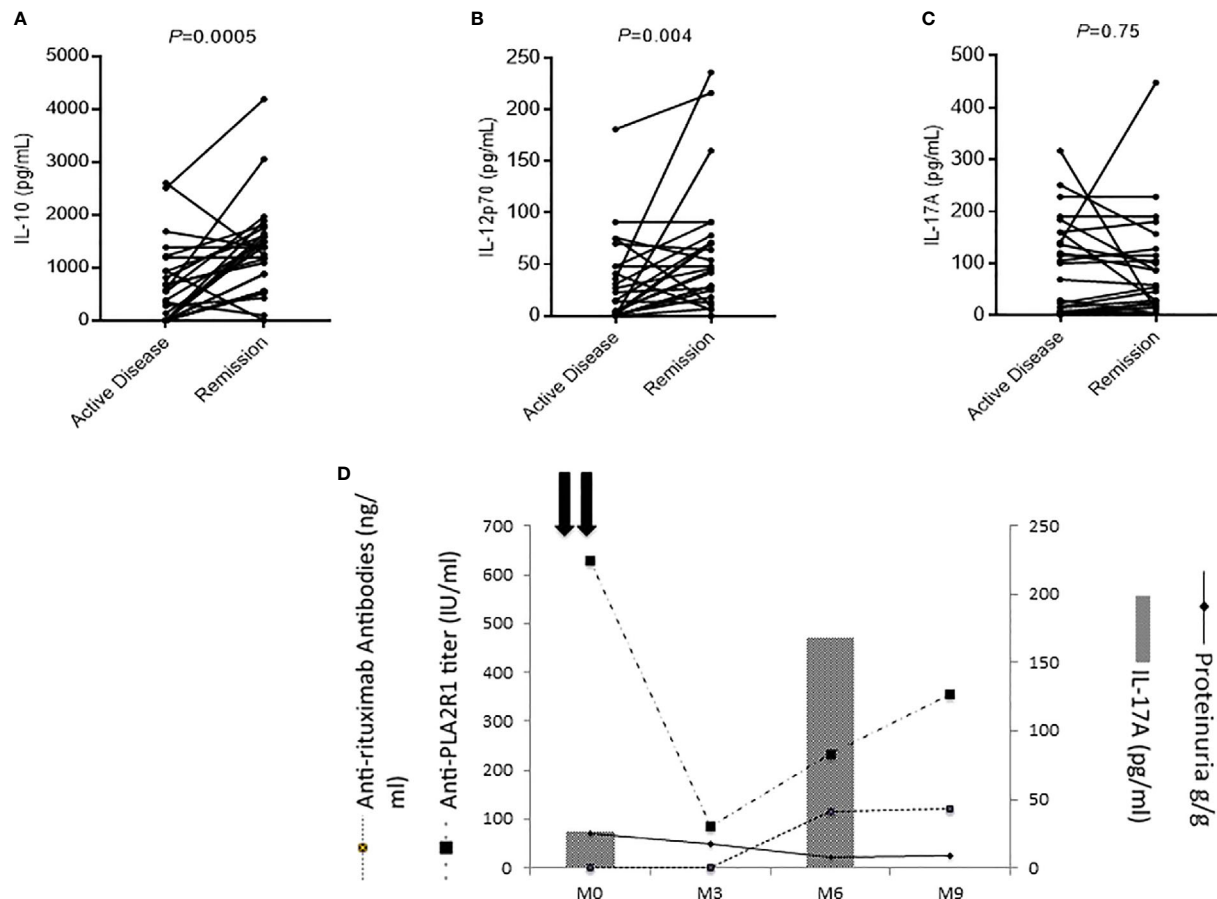 A
P=0.0005
IL-10 (pg/mL)
5000
4000
3000
2000
1000
0
Active Disease
Remission
B
P=0.004
IL-12p70 (pg/mL)
250
200
150
100
50
0
Active Disease
Remission
C
P=0.75
IL-17A (pg/mL)
500
400
300
200
100
0
Active Disease
Remission
D
Anti-rituximab Antibodies (ng/
ml)
Anti-PLA2R1 titer (IU/ml)
700
600
500
400
300
200
100
0
M0
M3
M6
M9
250
200
150
100
50
0
IL-17A (pg/ml)
Proteinuria g/g